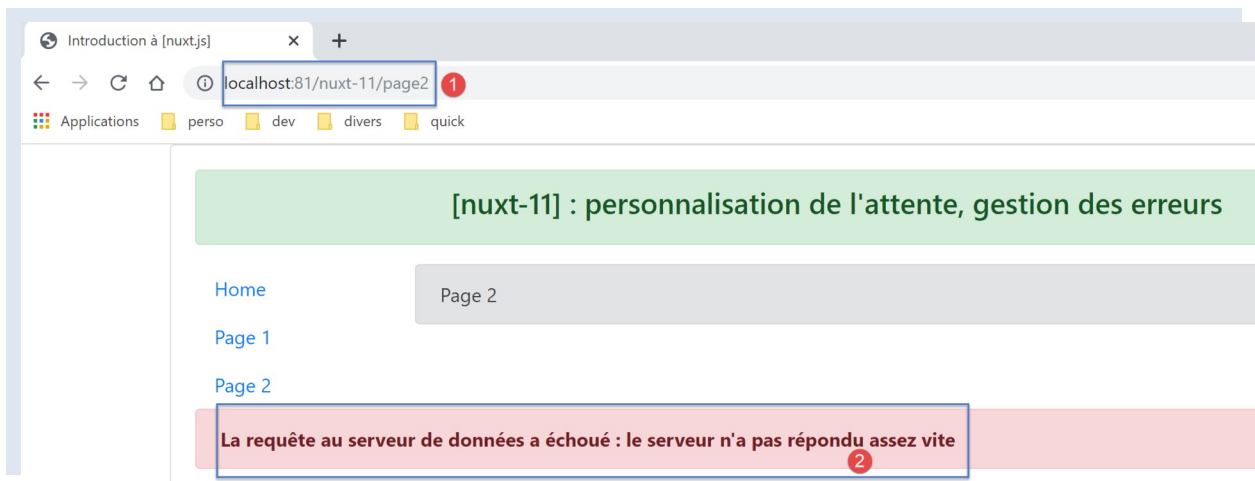 Introduction à [nuxt.js]
localhost:81/nuxt-11/page2 1
Applications perso dev divers quick
[nuxt-11] : personnalisation de l'attente, gestion des erreurs
Home
Page 2
Page 1
Page 2
La requête au serveur de données a échoué : le serveur n'a pas répondu assez vite
2